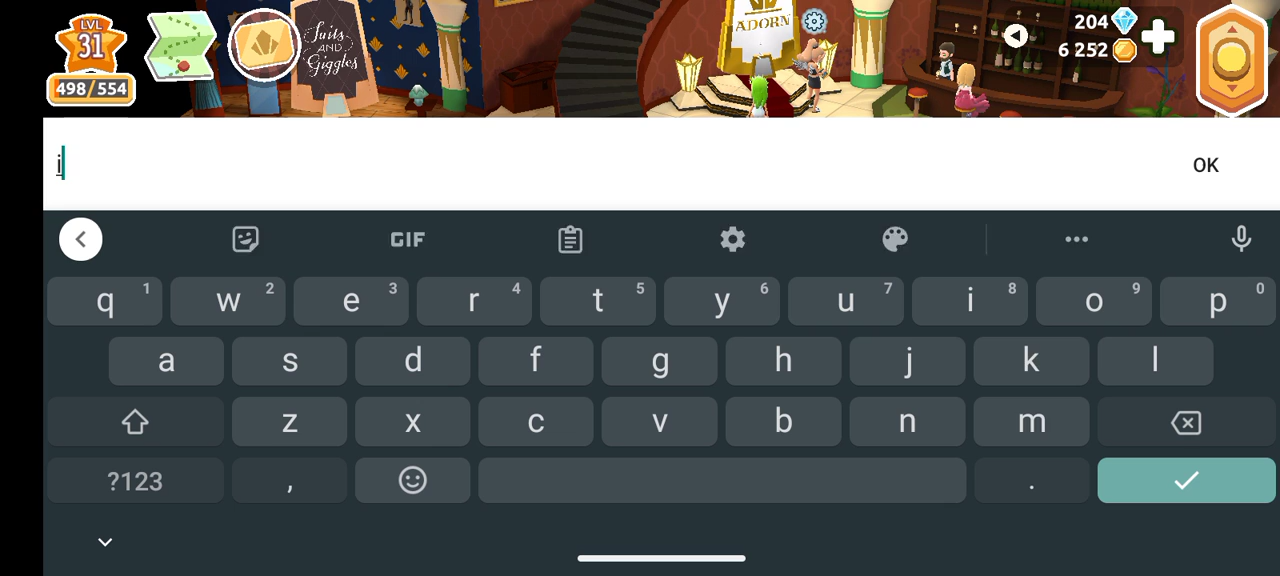 LVL
31
498/554
Suits
AND
Giggles
ADORN
204
6 252
i
OK
GIF
q 1 w 2 e 3 r 4 t 5 y 6 u 7 i 8 o 9 p 0
a s d f g h j k l
z x c v b n m
?123 , .